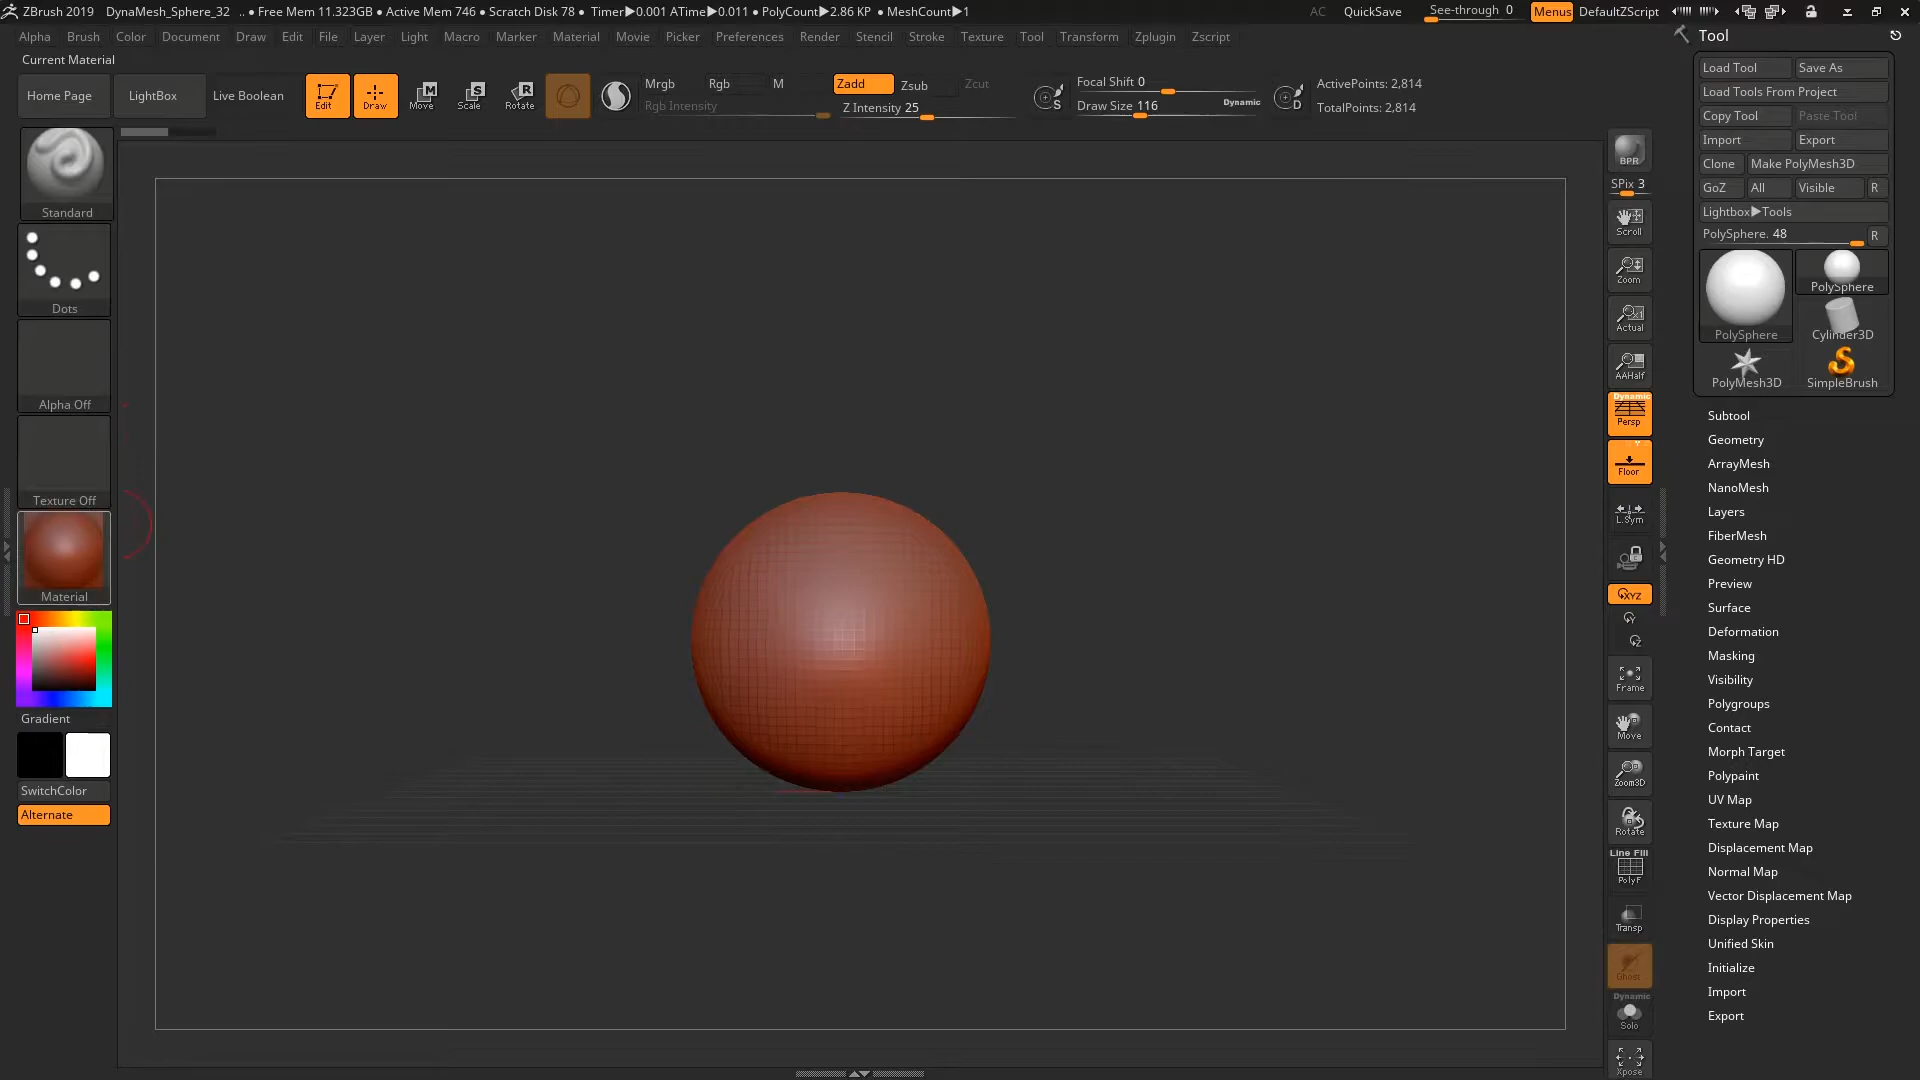 ZBrush 2019 DynaMesh_Sphere_32 .. • Free Mem 11.323GB • Active Mem 746 • Scratch Disk 78 • Timer▶0.001 ATime▶0.011 • PolyCount▶2.86 KP • MeshCount▶1 AC QuickSave See-through 0 Menus DefaultZScript
Alpha Brush Color Document Draw Edit File Layer Light Macro Marker Material Movie Picker Preferences Render Stencil Stroke Texture Tool Transform Zplugin Zscript
Current Material
Home Page LightBox Live Boolean
Edit Draw Move Scale Rotate
M S R
Mrgb Rgb M
Rgb Intensity
Zadd Zsub Zcut
Z Intensity 25
S
Focal Shift 0
Draw Size 116 Dynamic
D
ActivePoints: 2,814
TotalPoints: 2,814
Standard
Dots
Alpha Off
Texture Off
Material
Gradient
SwitchColor
Alternate
BPR
SPix 3
Scroll
Zoom
Actual
AAHalf
Dynamic
Persp
Floor
L.Sym
XYZ
Y
Z
Frame
Move
Zoom3D
Rotate
Line Fill
PolyF
Transp
Ghost
Dynamic
Solo
Xpose
Tool
Load Tool Save As
Load Tools From Project
Copy Tool Paste Tool
Import Export
Clone Make PolyMesh3D
GoZ All Visible R
Lightbox▶Tools
PolySphere. 48 R
PolySphere
PolySphere
Cylinder3D
PolyMesh3D
SimpleBrush
Subtool
Geometry
ArrayMesh
NanoMesh
Layers
FiberMesh
Geometry HD
Preview
Surface
Deformation
Masking
Visibility
Polygroups
Contact
Morph Target
Polypaint
UV Map
Texture Map
Displacement Map
Normal Map
Vector Displacement Map
Display Properties
Unified Skin
Initialize
Import
Export